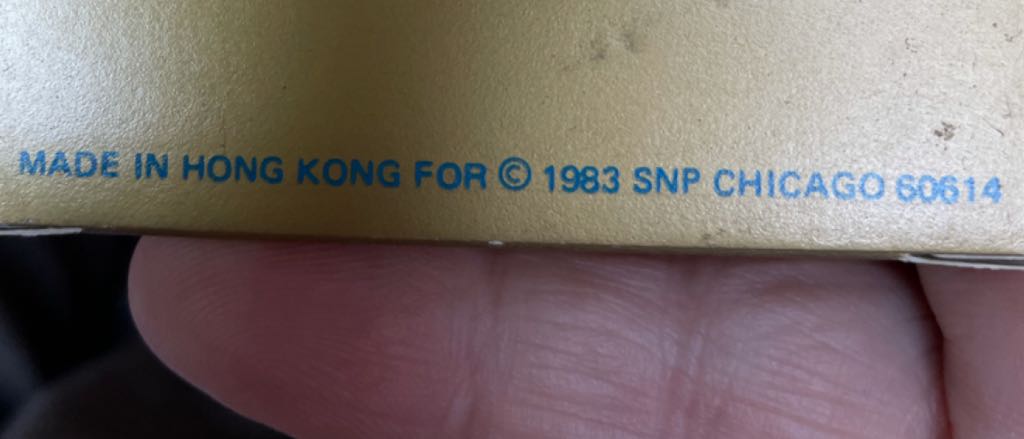 MADE IN HONG KONG FOR © 1983 SNP CHICAGO 60614